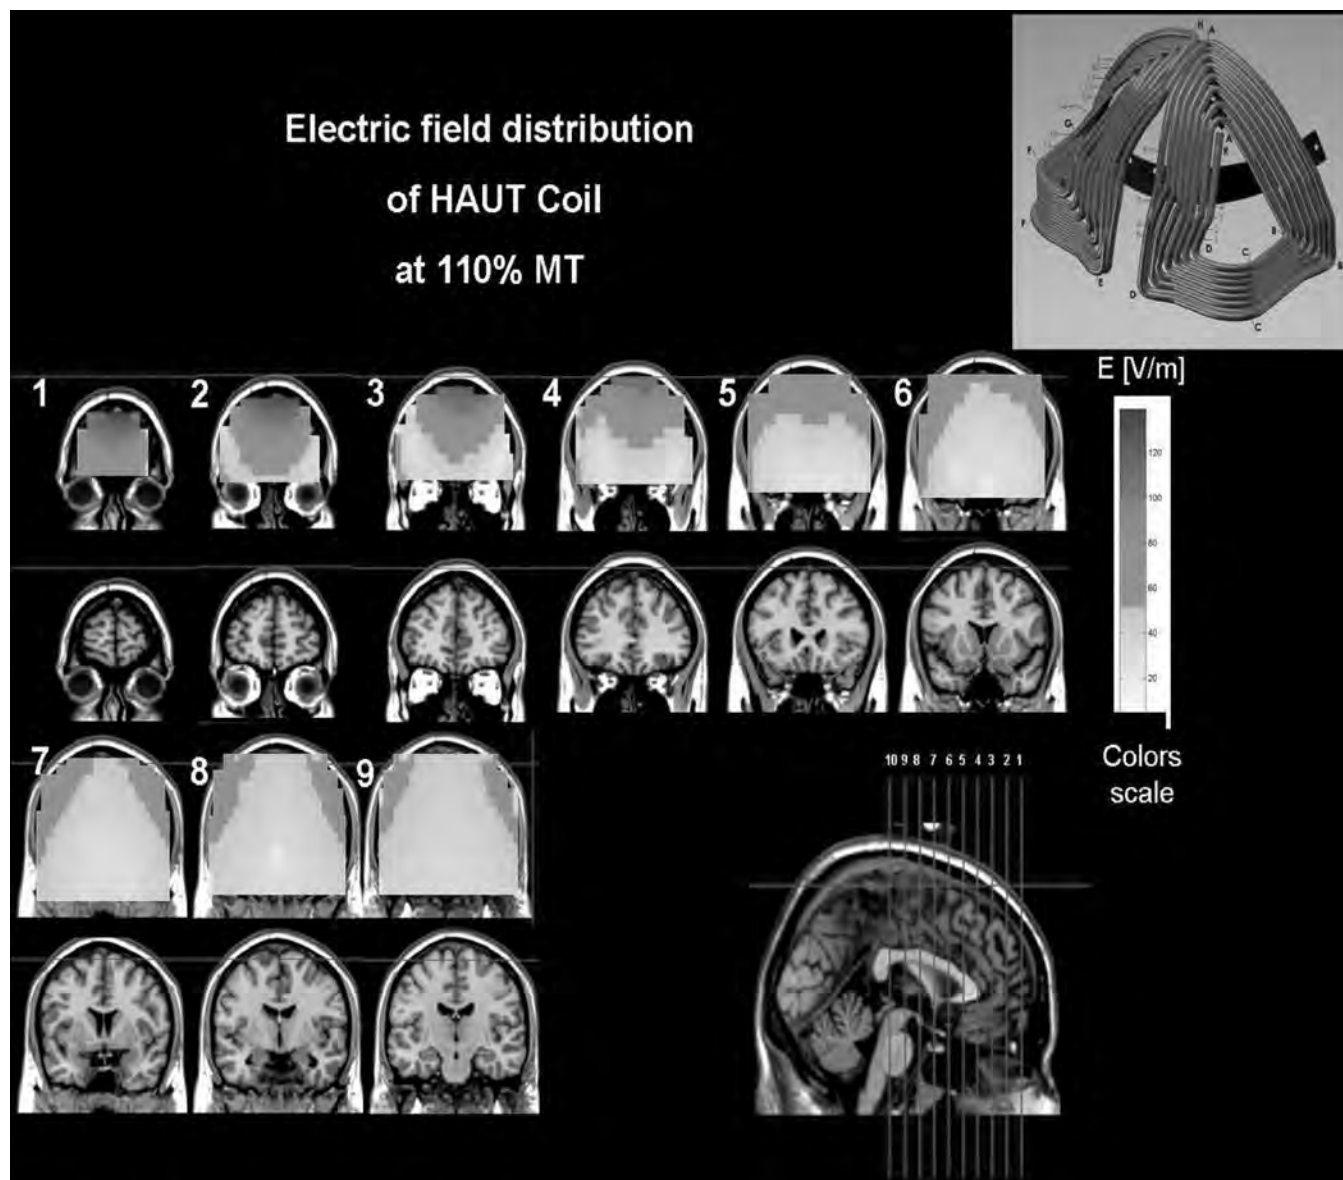 Electric field distribution
of HAUT Coil
at 110% MT
H A
G
F
A
F
E
D
D
C
B
C
B
E [V/m]
120
100
80
60
40
20
Colors
scale
1 2 3 4 5 6
7 8 9
10 9 8 7 6 5 4 3 2 1